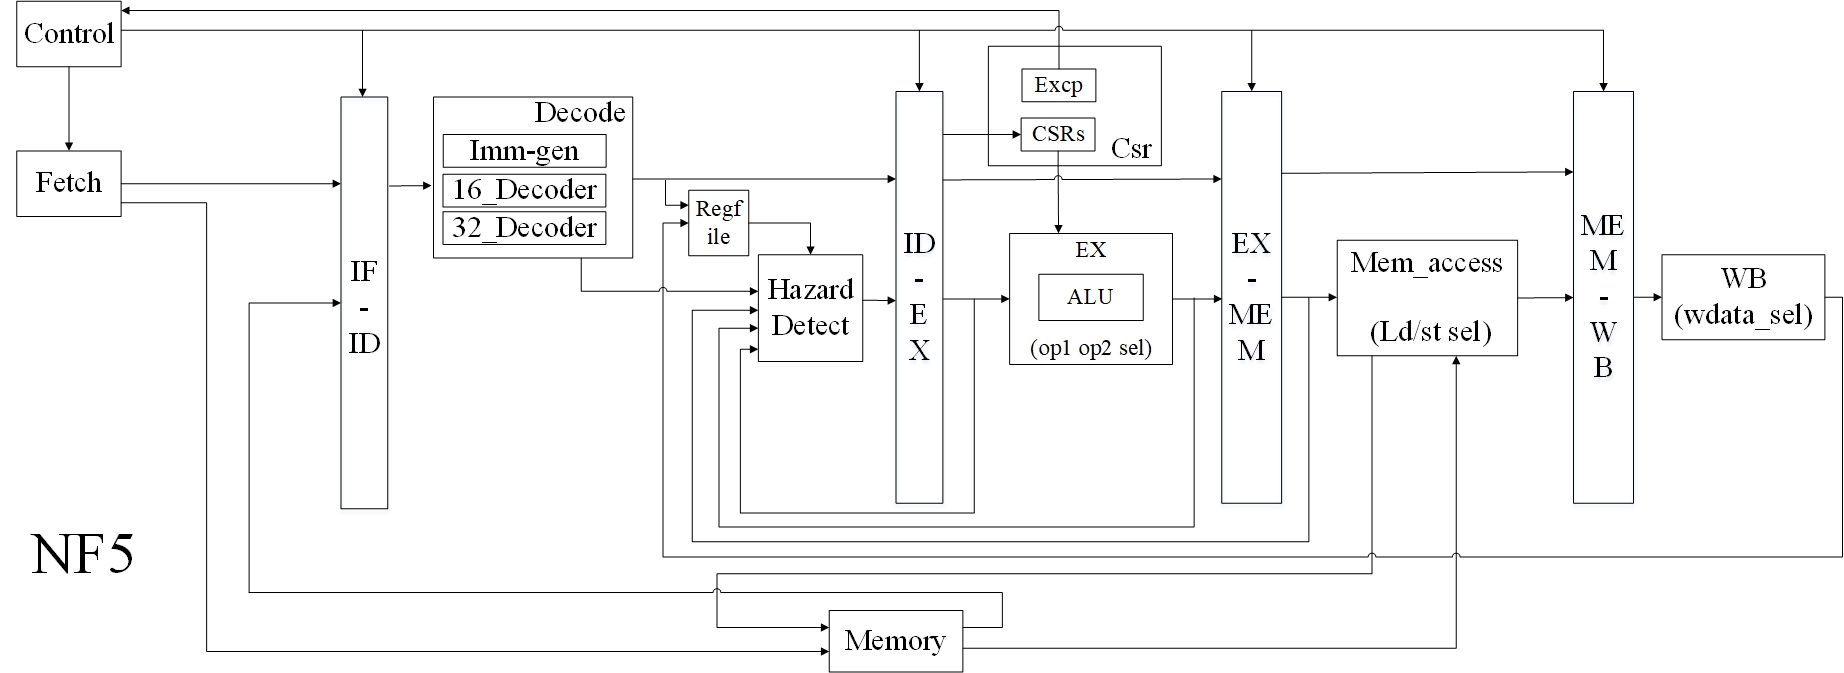 Control
Fetch
IF
-
ID
Decode
Imm-gen
16_Decoder
32_Decoder
Regf
ile
Hazard
Detect
ID
-
E
X
Excp
CSRs
Csr
EX
ALU
(op1 op2 sel)
EX
-
ME
M
Mem_access
(Ld/st sel)
ME
M
-
W
B
WB
(wdata_sel)
NF5
Memory